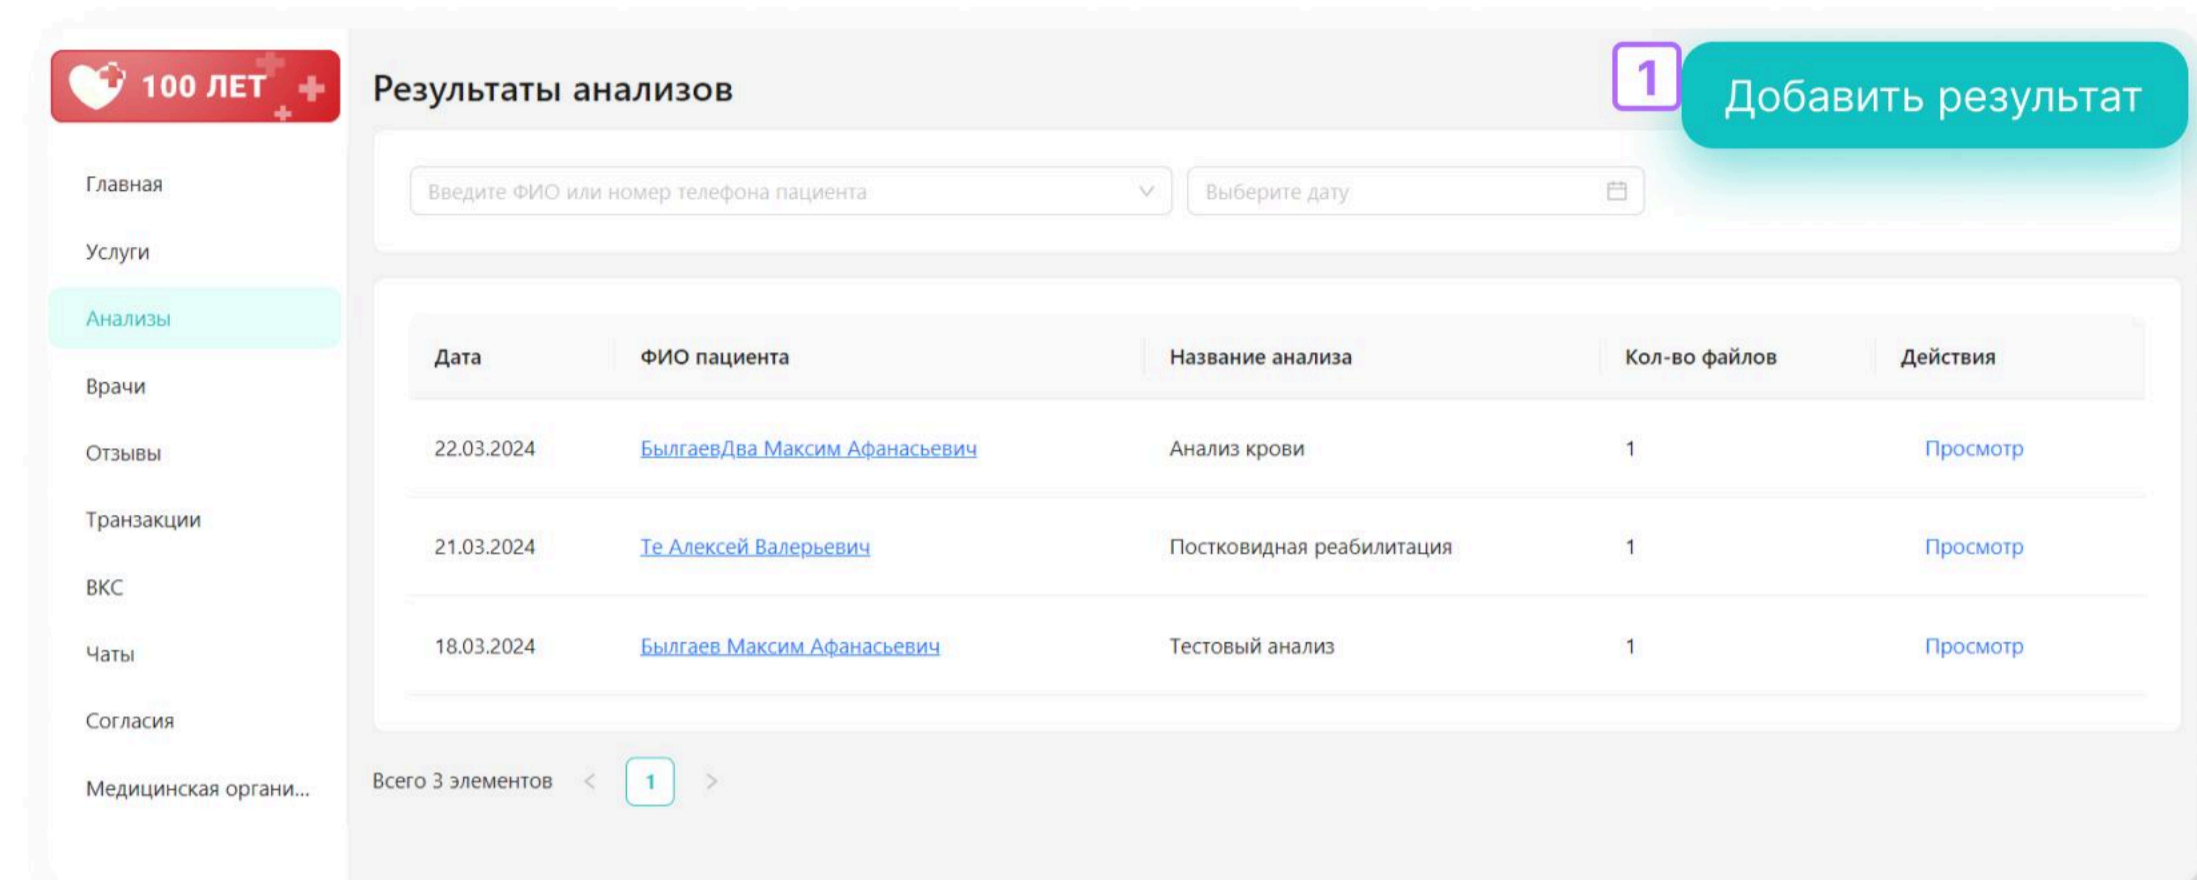 100 ЛЕТ
Результаты анализов
1
Добавить результат
Главная
Услуги
Анализы
Врачи
Отзывы
Транзакции
ВКС
Чаты
Согласия
Медицинская органи...
Введите ФИО или номер телефона пациента
Выберите дату
Дата ФИО пациента Название анализа Кол-во файлов Действия
22.03.2024 БылгаевДва Максим Афанасьевич Анализ крови 1 Просмотр
21.03.2024 Те Алексей Валерьевич Постковидная реабилитация 1 Просмотр
18.03.2024 Былгаев Максим Афанасьевич Тестовый анализ 1 Просмотр
Всего 3 элементов < 1 >